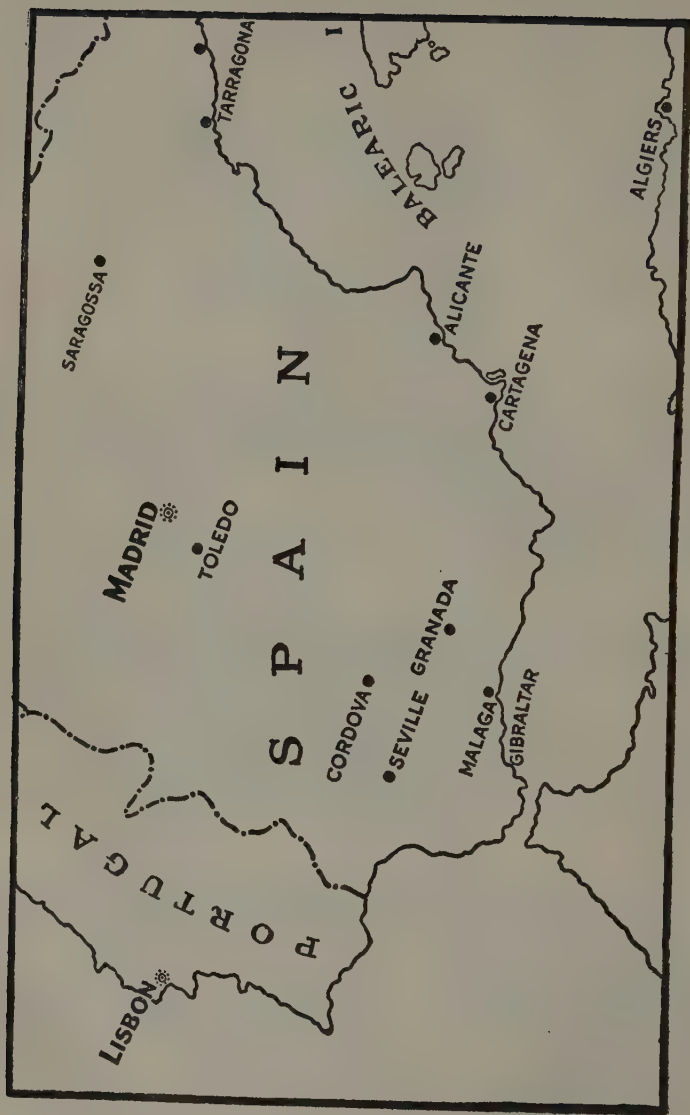 TARRAGONA
I
BALEARIC
ALGIERS
SARAGOSSA
ALICANTE
CARTAGENA
SPAIN
MADRID
TOLEDO
GRANADA
CORDOVA
SEVILLE
MALAGA
GIBRALTAR
PORTUGAL
LISBON